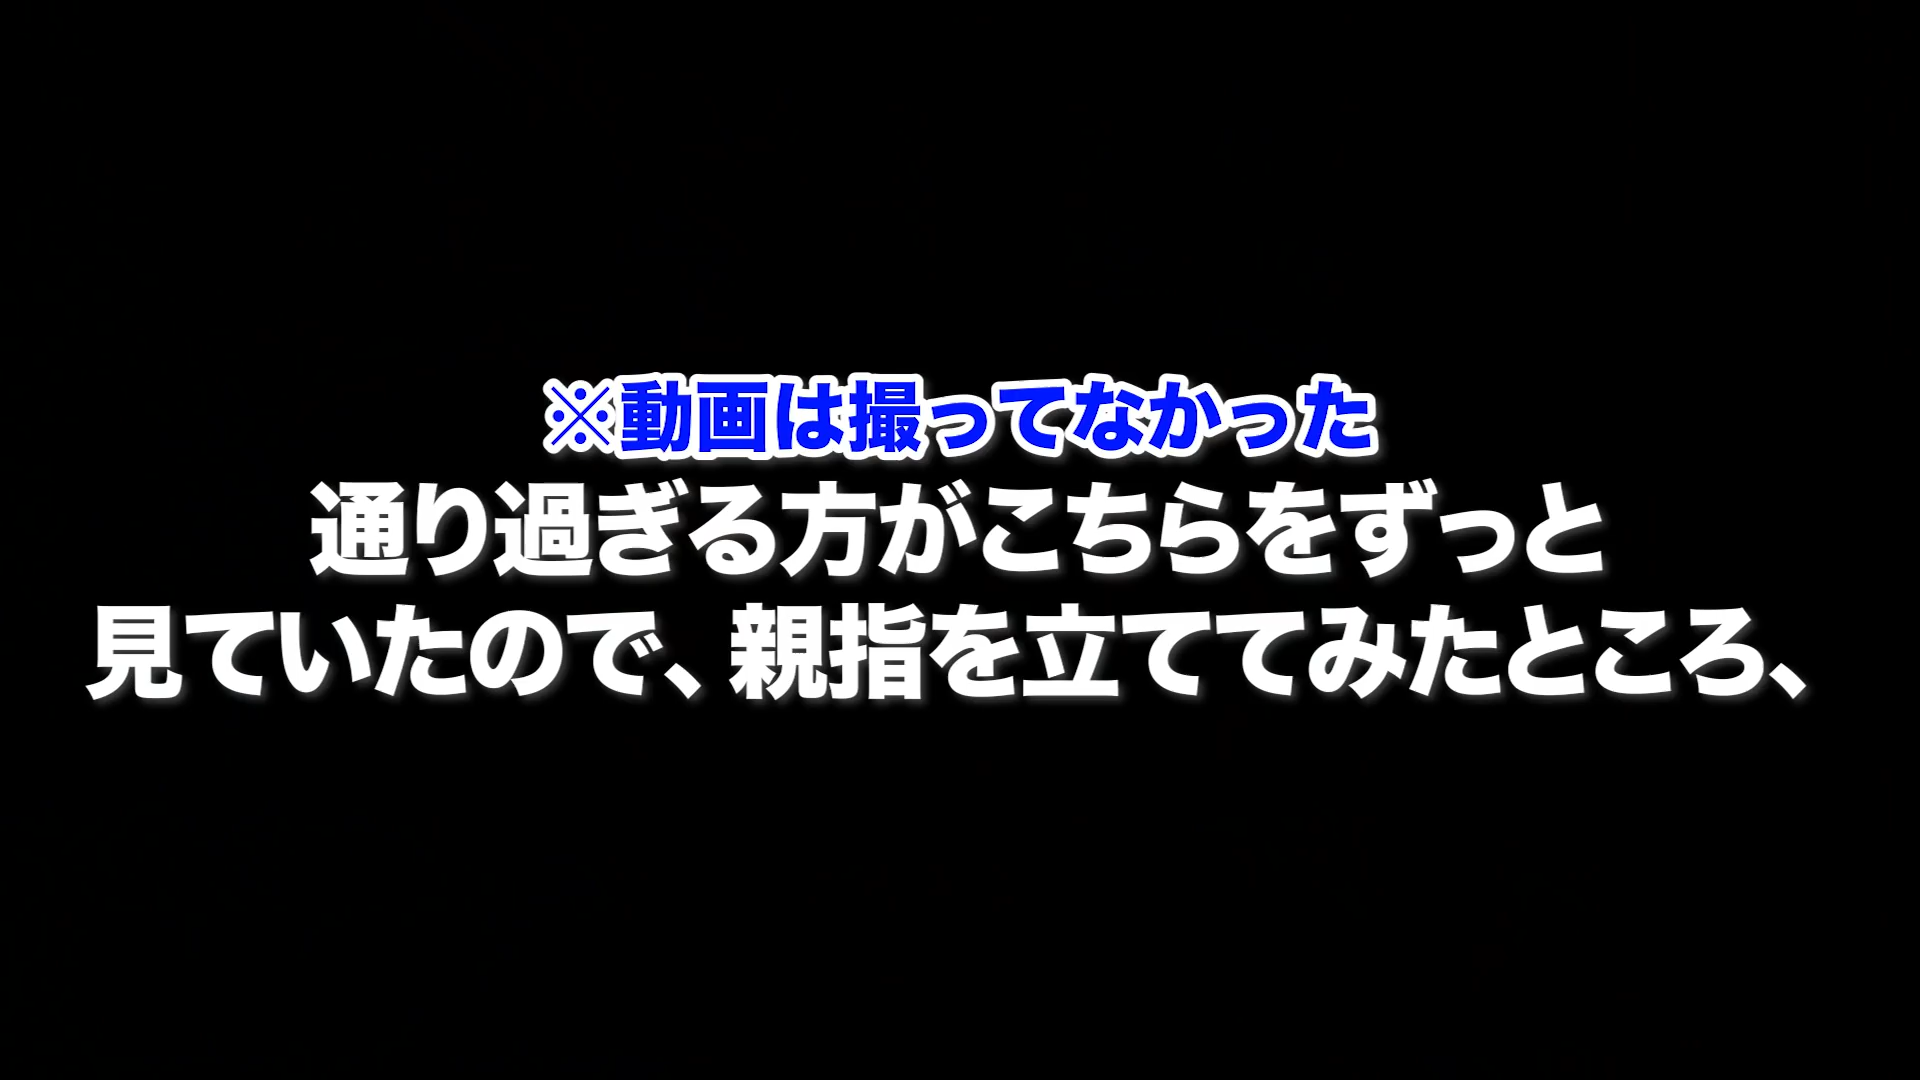 ※動画は撮ってなかった
通り過ぎる方がこちらをずっと
見ていたので、親指を立ててみたところ、